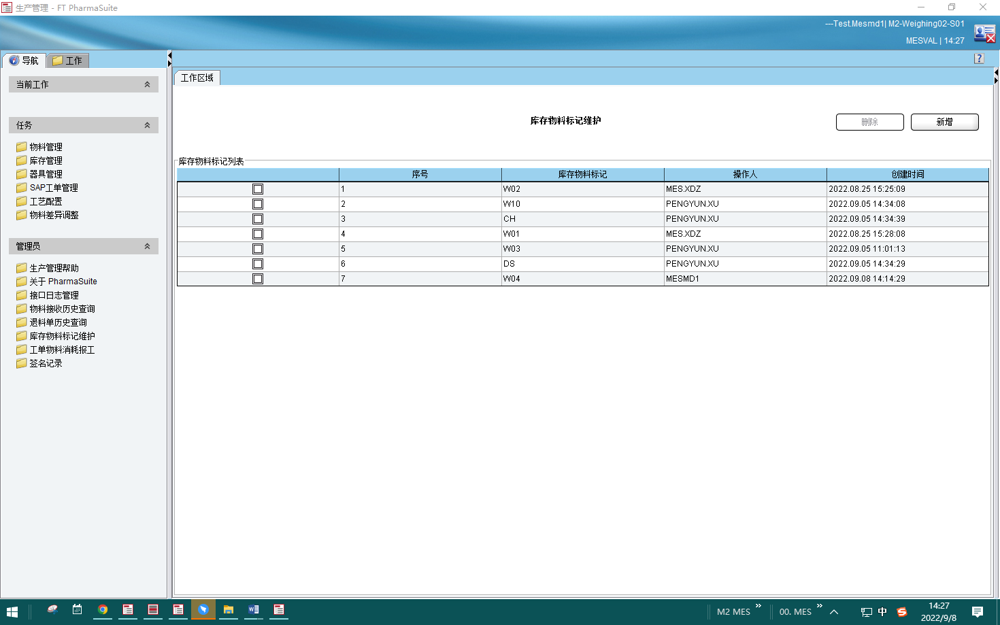 生产管理 - FT PharmaSuite
---Test.Mesmd1| M2-Weighing02-S01
MESVAL | 14:27
导航
工作
?
当前工作
任务
物料管理
库存管理
器具管理
SAP工单管理
工艺配置
物料差异调整
管理员
生产管理帮助
关于 PharmaSuite
接口日志管理
物料接收历史查询
退料单历史查询
库存物料标记维护
工单物料消耗报工
签名记录
工作区域
库存物料标记维护
删除
新增
库存物料标记列表
序号 库存物料标记 操作人 创建时间
1 W02 MES.XDZ 2022.08.25 15:25:09
2 W10 PENGYUN.XU 2022.09.05 14:34:08
3 CH PENGYUN.XU 2022.09.05 14:34:39
4 W01 MES.XDZ 2022.08.25 15:28:08
5 W03 PENGYUN.XU 2022.09.05 11:01:13
6 DS PENGYUN.XU 2022.09.05 14:34:29
7 W04 MESMD1 2022.09.08 14:14:29
M2 MES
00. MES
中
14:27
2022/9/8